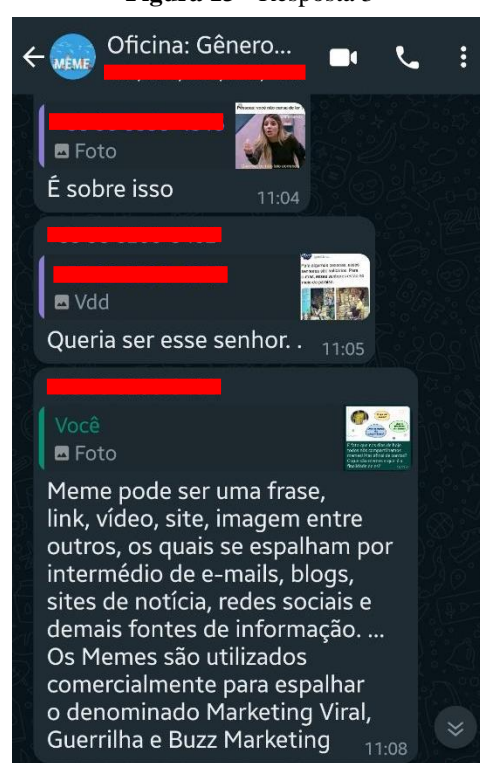 Figura 13 - Resposta 3
Oficina: Gênero...
MEME
Foto
É sobre isso
11:04
Vdd
Queria ser esse senhor. .
11:05
Você
Foto
Meme pode ser uma frase,
link, vídeo, site, imagem entre
outros, os quais se espalham por
intermédio de e-mails, blogs,
sites de notícia, redes sociais e
demais fontes de informação. ...
Os Memes são utilizados
comercialmente para espalhar
o denominado Marketing Viral,
Guerrilha e Buzz Marketing
11:08